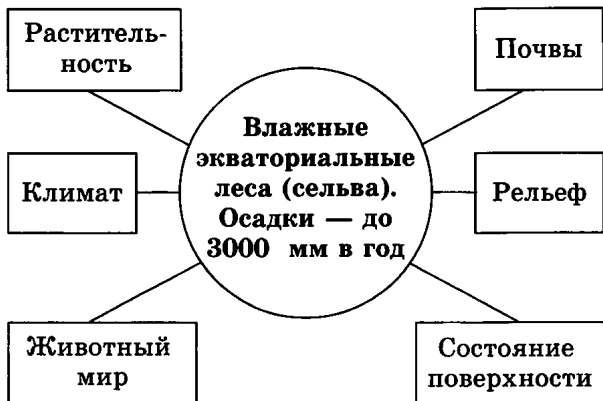 Раститель-
ность
Почвы
Влажные
экваториальные
леса (сельва).
Осадки — до
3000 мм в год
Климат
Рельеф
Животный
мир
Состояние
поверхности